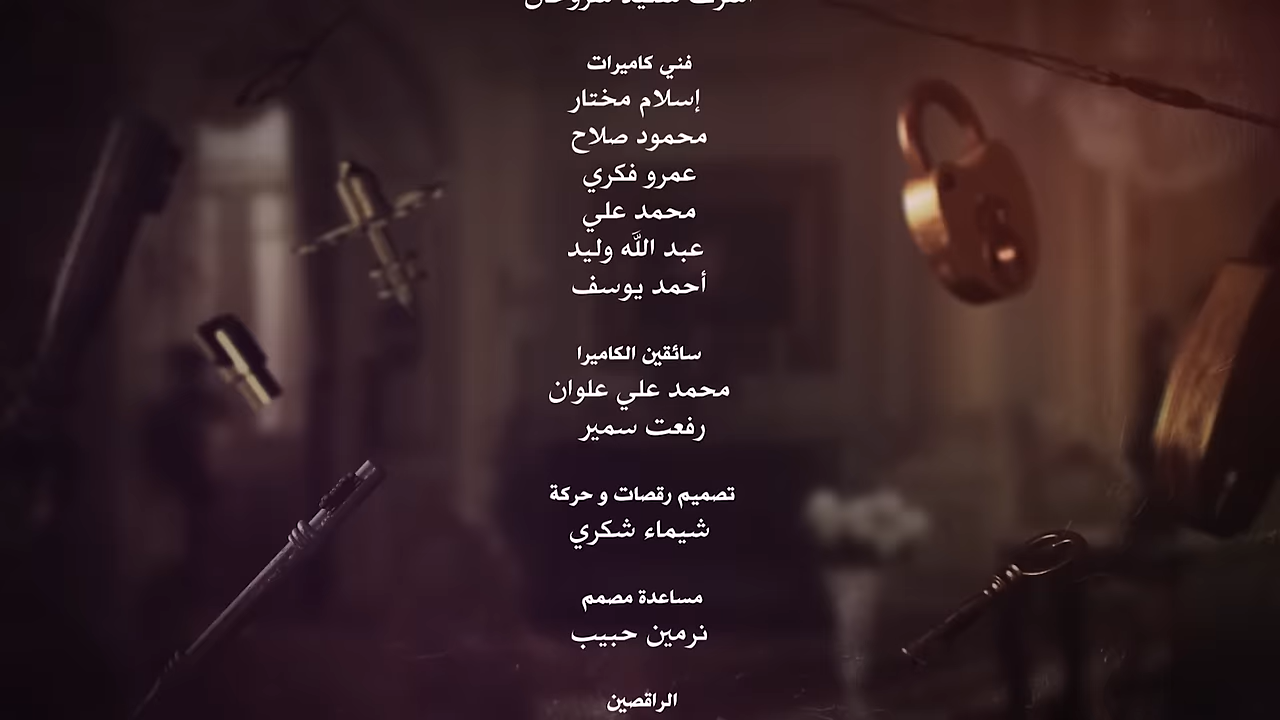 فني كاميرات
إسلام مختار
محمود صلاح
عمرو فكري
محمد علي
عبد الله وليد
أحمد يوسف
سائقين الكاميرا
محمد علي علوان
رفعت سمير
تصميم رقصات و حركة
شيماء شكري
مساعدة مصمم
نرمين حبيب
الراقصين